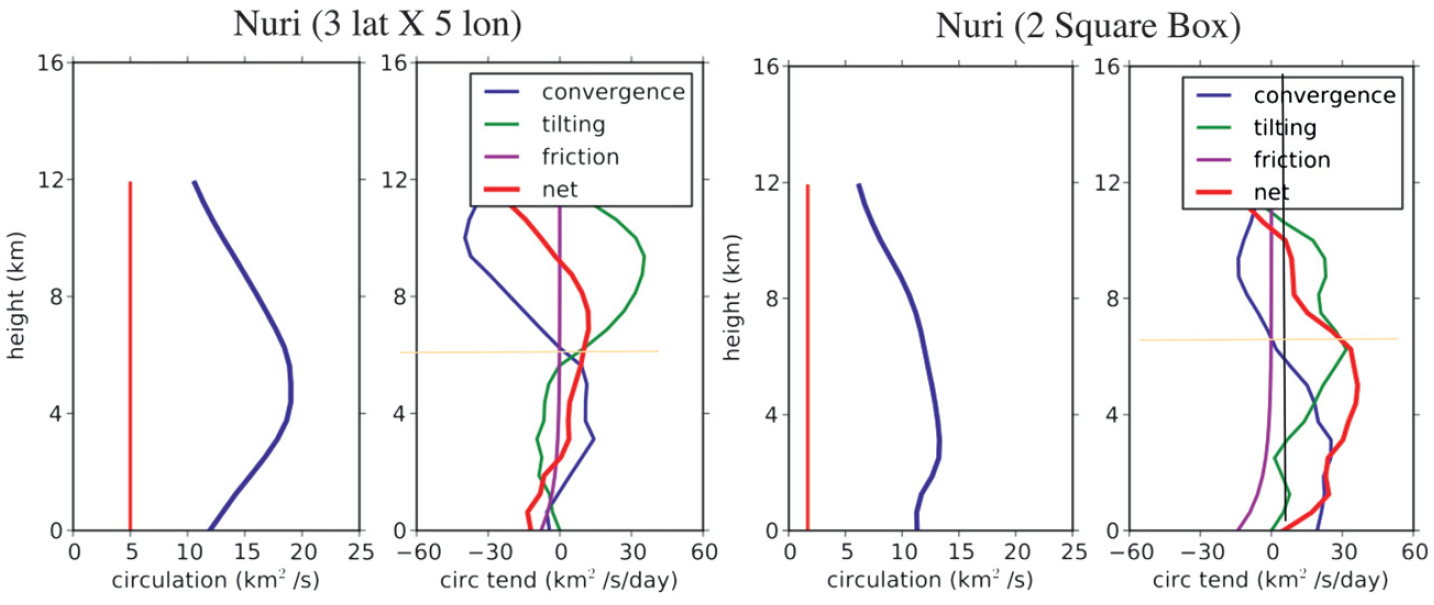 Nuri (3 lat X 5 lon)
Nuri (2 Square Box)
16
12
8
4
0
height (km)
0 5 10 15 20 25
circulation (km² /s)
16
12
8
4
0
convergence
tilting
friction
net
−60 −30 0 30 60
circ tend (km² /s/day)
16
12
8
4
0
height (km)
0 5 10 15 20 25
circulation (km² /s)
16
12
8
4
0
convergence
tilting
friction
net
−60 −30 0 30 60
circ tend (km² /s/day)